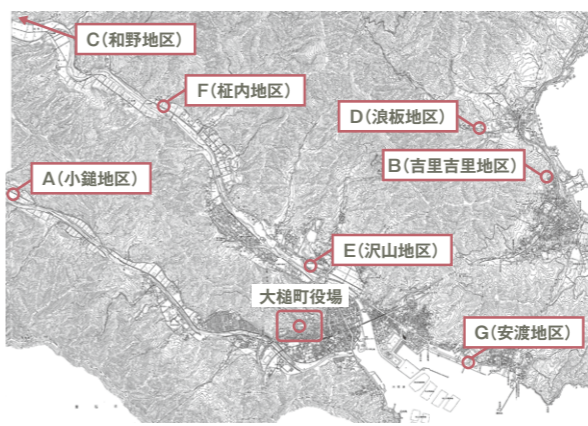 C(和野地区)
F(柾内地区)
D(浪板地区)
B(吉里吉里地区)
A(小鎚地区)
E(沢山地区)
大槌町役場
G(安渡地区)